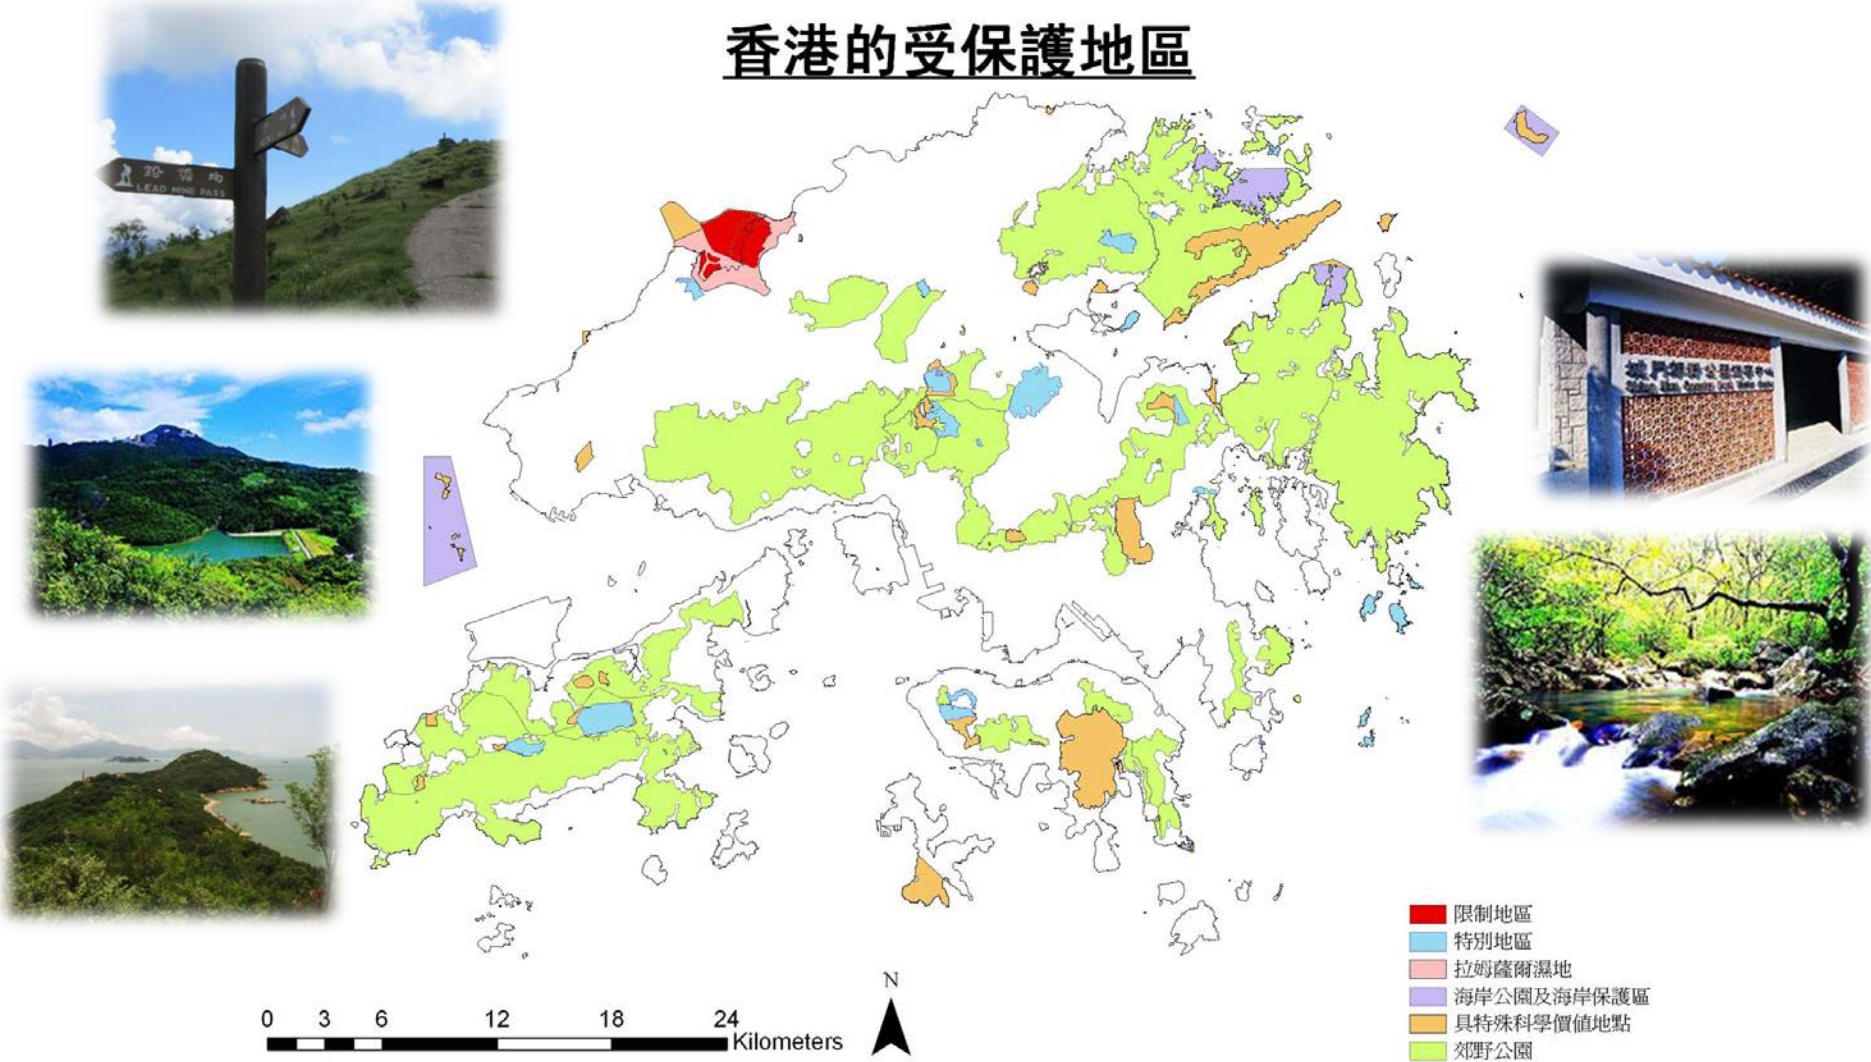 香港的受保護地區
LEAD MINE PASS
限制地區
特別地區
拉姆薩爾濕地
海岸公園及海岸保護區
具特殊科學價值地點
郊野公園
N
0 3 6 12 18 24
Kilometers